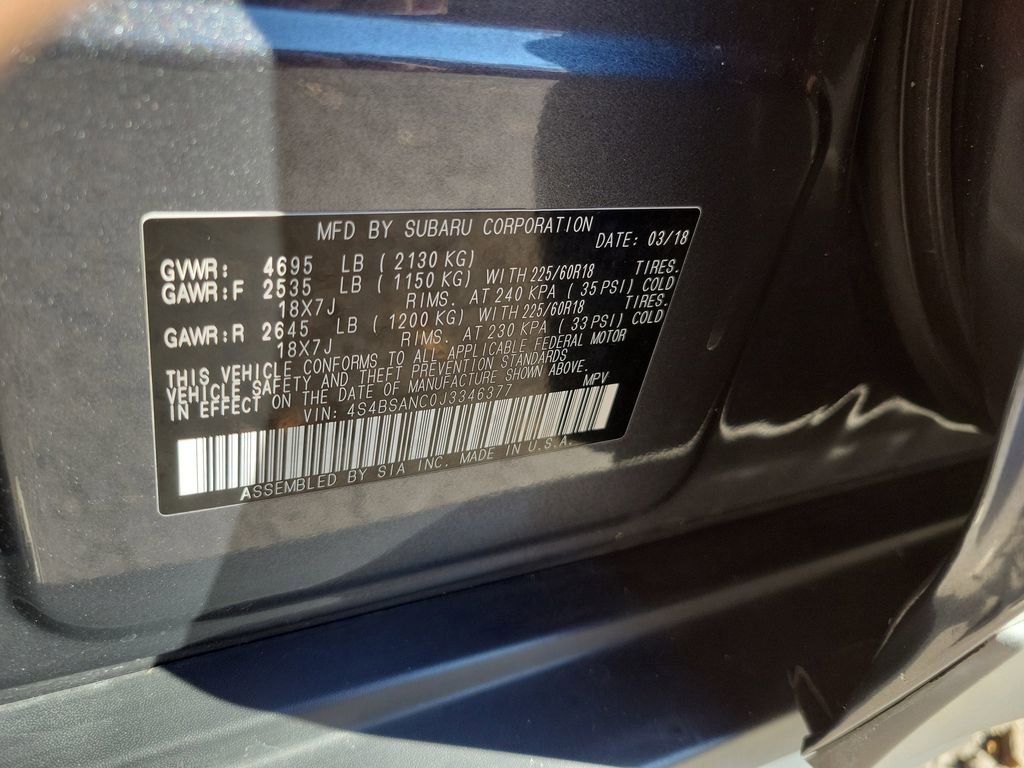 MFD BY SUBARU CORPORATION
DATE: 03/18
GVWR: 4695 LB ( 2130 KG)
GAWR:F 2535 LB ( 1150 KG) WITH 225/60R18 TIRES.
18X7J RIMS. AT 240 KPA ( 35 PSI) COLD
GAWR:R 2645 LB ( 1200 KG) WITH 225/60R18 TIRES.
18X7J RIMS. AT 230 KPA ( 33 PSI) COLD
THIS VEHICLE CONFORMS TO ALL APPLICABLE FEDERAL MOTOR
VEHICLE SAFETY AND THEFT PREVENTION STANDARDS
IN EFFECT ON THE DATE OF MANUFACTURE SHOWN ABOVE.
VIN: 4S4BSANC0J3346377 MPV
ASSEMBLED BY SIA INC. MADE IN U.S.A.